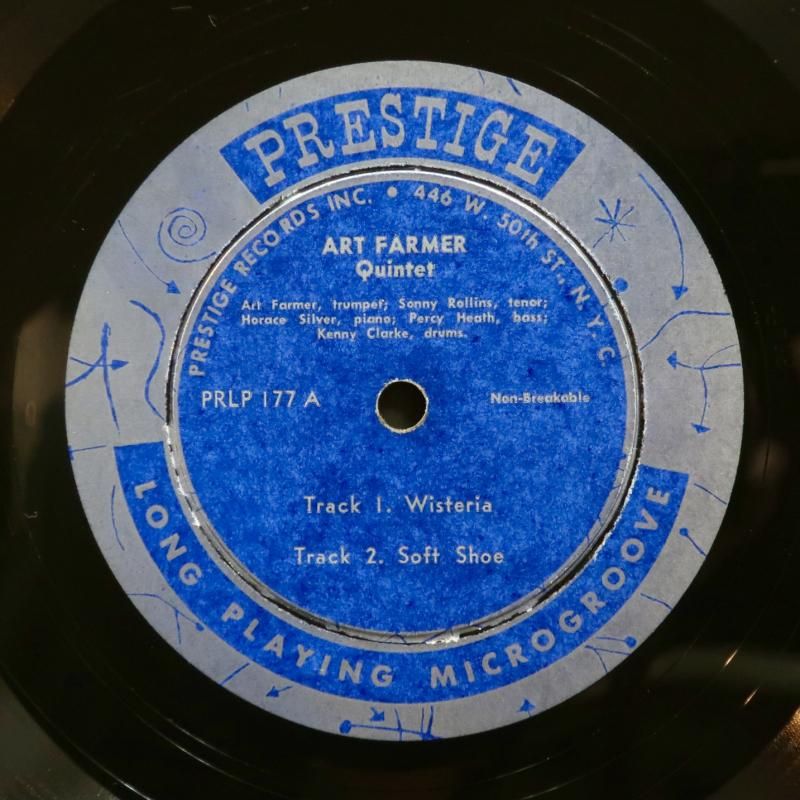 PRESTIGE
PRESTIGE RECORDS INC. • 446 W. 50th ST., N. Y. C.
ART FARMER
Quintet
Art Farmer, trumpet; Sonny Rollins, tenor;
Horace Silver, piano; Percy Heath, bass;
Kenny Clarke, drums.
PRLP 177 A
Non-Breakable
Track 1. Wisteria
Track 2. Soft Shoe
LONG PLAYING MICROGROOVE